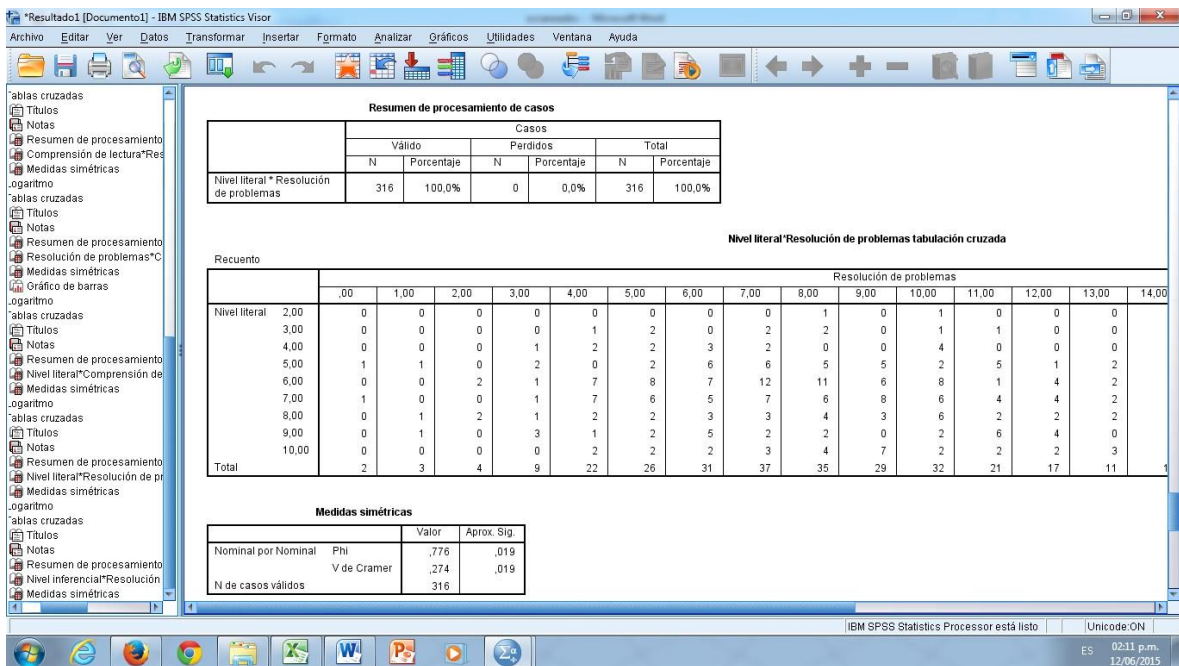 *Resultado1 [Documento1] - IBM SPSS Statistics Visor
Archivo Editar Ver Datos Transformar Insertar Formato Analizar Gráficos Utilidades Ventana Ayuda
ablas cruzadas
Títulos
Notas
Resumen de procesamiento
Comprensión de lectura*Res
Medidas simétricas
ogaritmo
ablas cruzadas
Títulos
Notas
Resumen de procesamiento
Resolución de problemas*C
Medidas simétricas
Gráfico de barras
ogaritmo
ablas cruzadas
Títulos
Notas
Resumen de procesamiento
Nivel literal*Comprensión de
Medidas simétricas
ogaritmo
ablas cruzadas
Títulos
Notas
Resumen de procesamiento
Nivel literal*Resolución de pr
Medidas simétricas
ogaritmo
ablas cruzadas
Títulos
Notas
Resumen de procesamiento
Nivel inferencial*Resolución
Medidas simétricas
Resumen de procesamiento de casos
Casos
Válido Perdidos Total
N Porcentaje N Porcentaje N Porcentaje
Nivel literal * Resolución
de problemas 316 100,0% 0 0,0% 316 100,0%
Nivel literal*Resolución de problemas tabulación cruzada
Recuento
Resolución de problemas
,00 1,00 2,00 3,00 4,00 5,00 6,00 7,00 8,00 9,00 10,00 11,00 12,00 13,00 14,00
Nivel literal 2,00 0 0 0 0 0 0 0 0 1 0 1 0 0 0
3,00 0 0 0 0 1 2 0 2 2 0 1 1 0 0
4,00 0 0 0 1 2 2 3 2 0 0 4 0 0 0
5,00 1 1 0 2 0 2 6 6 5 5 2 5 1 2
6,00 0 0 2 1 7 8 7 12 11 6 8 1 4 2
7,00 1 0 0 1 7 6 5 7 6 8 6 4 4 2
8,00 0 1 2 1 2 2 3 3 4 3 6 2 2 2
9,00 0 1 0 3 1 2 5 2 2 0 2 6 4 0
10,00 0 0 0 0 2 2 2 3 4 7 2 2 2 3
Total 2 3 4 9 22 26 31 37 35 29 32 21 17 11 1
Medidas simétricas
Valor Aprox. Sig.
Nominal por Nominal Phi ,776 ,019
V de Cramer ,274 ,019
N de casos válidos 316
IBM SPSS Statistics Processor está listo Unicode:ON
ES 02:11 p.m.
12/06/2015